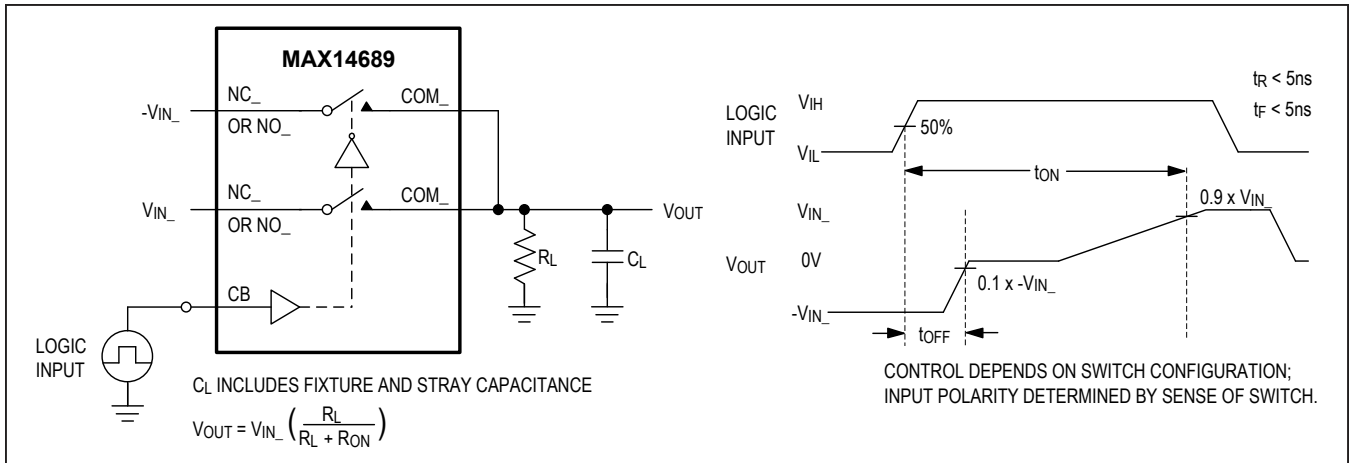 MAX14689
NC_
COM_
-VIN_
OR NO_
NC_
COM_
VIN_
OR NO_
VOUT
RL
CL
CB
LOGIC
INPUT
CL INCLUDES FIXTURE AND STRAY CAPACITANCE
VOUT = VIN_ ( RL / RL + RON )
tR < 5ns
tF < 5ns
LOGIC
INPUT
VIH
50%
VIL
tON
VIN_
0.9 x VIN_
VOUT
0V
0.1 x -VIN_
-VIN_
tOFF
CONTROL DEPENDS ON SWITCH CONFIGURATION;
INPUT POLARITY DETERMINED BY SENSE OF SWITCH.